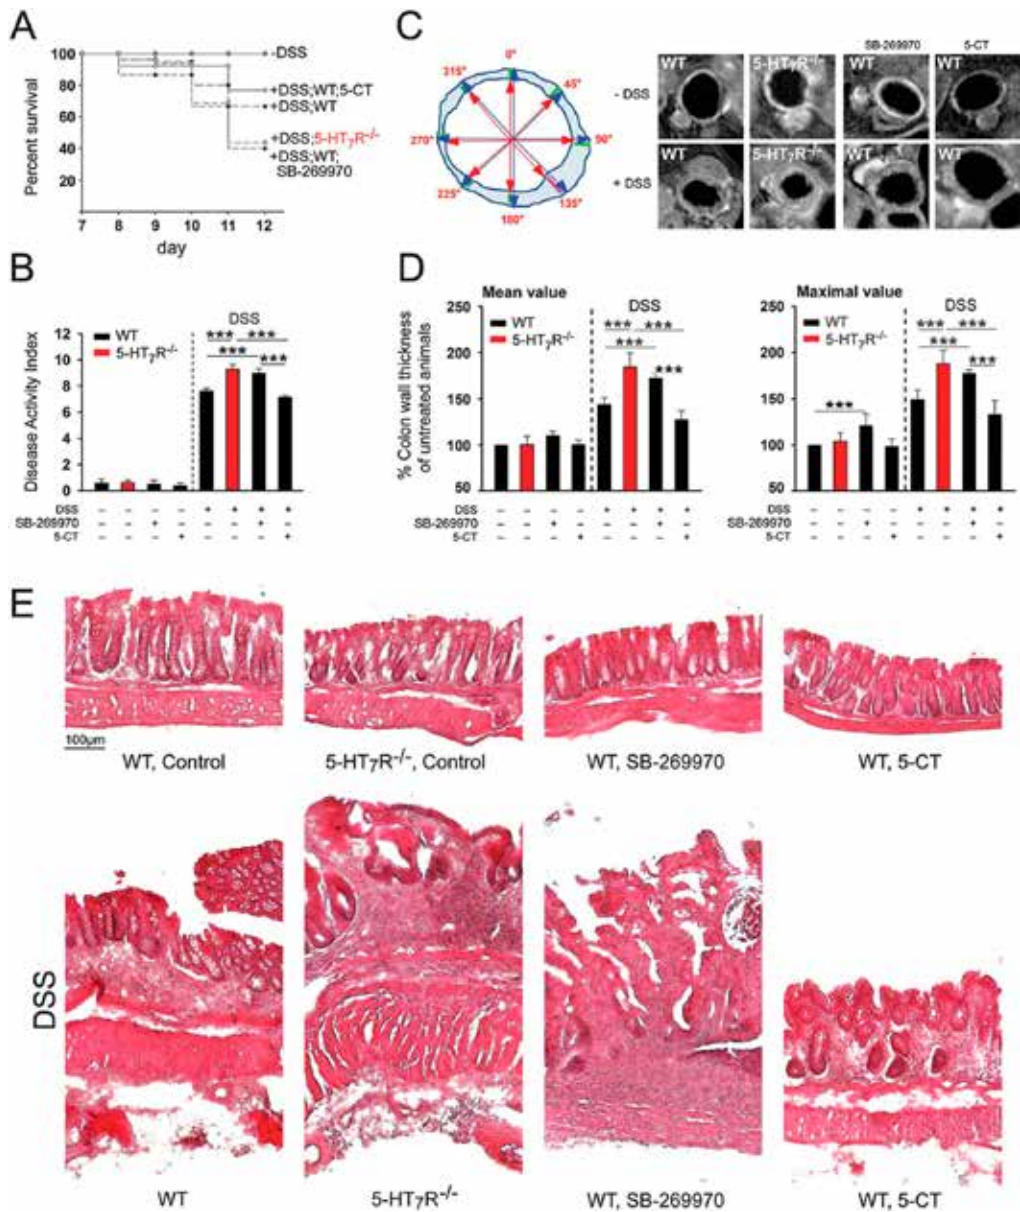 A
100
80
60
40
20
Percent survival
7 8 9 10 11 12
day
-DSS
+DSS;WT;5-CT
+DSS;WT
+DSS;5-HT7R-/-
+DSS;WT;
SB-269970
C
0°
45°
90°
135°
180°
225°
270°
315°
SB-269970 5-CT
- DSS
WT 5-HT7R-/- WT WT
+ DSS
WT 5-HT7R-/- WT WT
B
Disease Activity Index
12
10
8
6
4
2
0
WT
5-HT7R-/-
DSS
*** ***
***
***
DSS – – – – + + + +
SB-269970 – – + – – – + –
5-CT – – – + – – – +
D
% Colon wall thickness
of untreated animals
Mean value
250
200
150
100
50
WT
5-HT7R-/-
DSS
*** ***
***
***
DSS – – – – + + + +
SB-269970 – – + – – – + –
5-CT – – – + – – – +
Maximal value
250
200
150
100
50
WT
5-HT7R-/-
DSS
*** ***
***
***
***
DSS – – – – + + + +
SB-269970 – – + – – – + –
5-CT – – – + – – – +
E
100µm
WT, Control 5-HT7R-/-, Control WT, SB-269970 WT, 5-CT
DSS
WT 5-HT7R-/- WT, SB-269970 WT, 5-CT